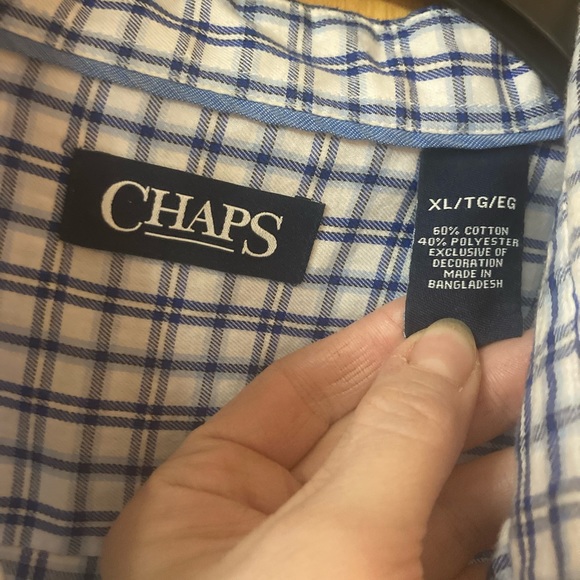 CHAPS
XL/TG/EG
60% COTTON
40% POLYESTER
EXCLUSIVE OF
DECORATION
MADE IN
BANGLADESH